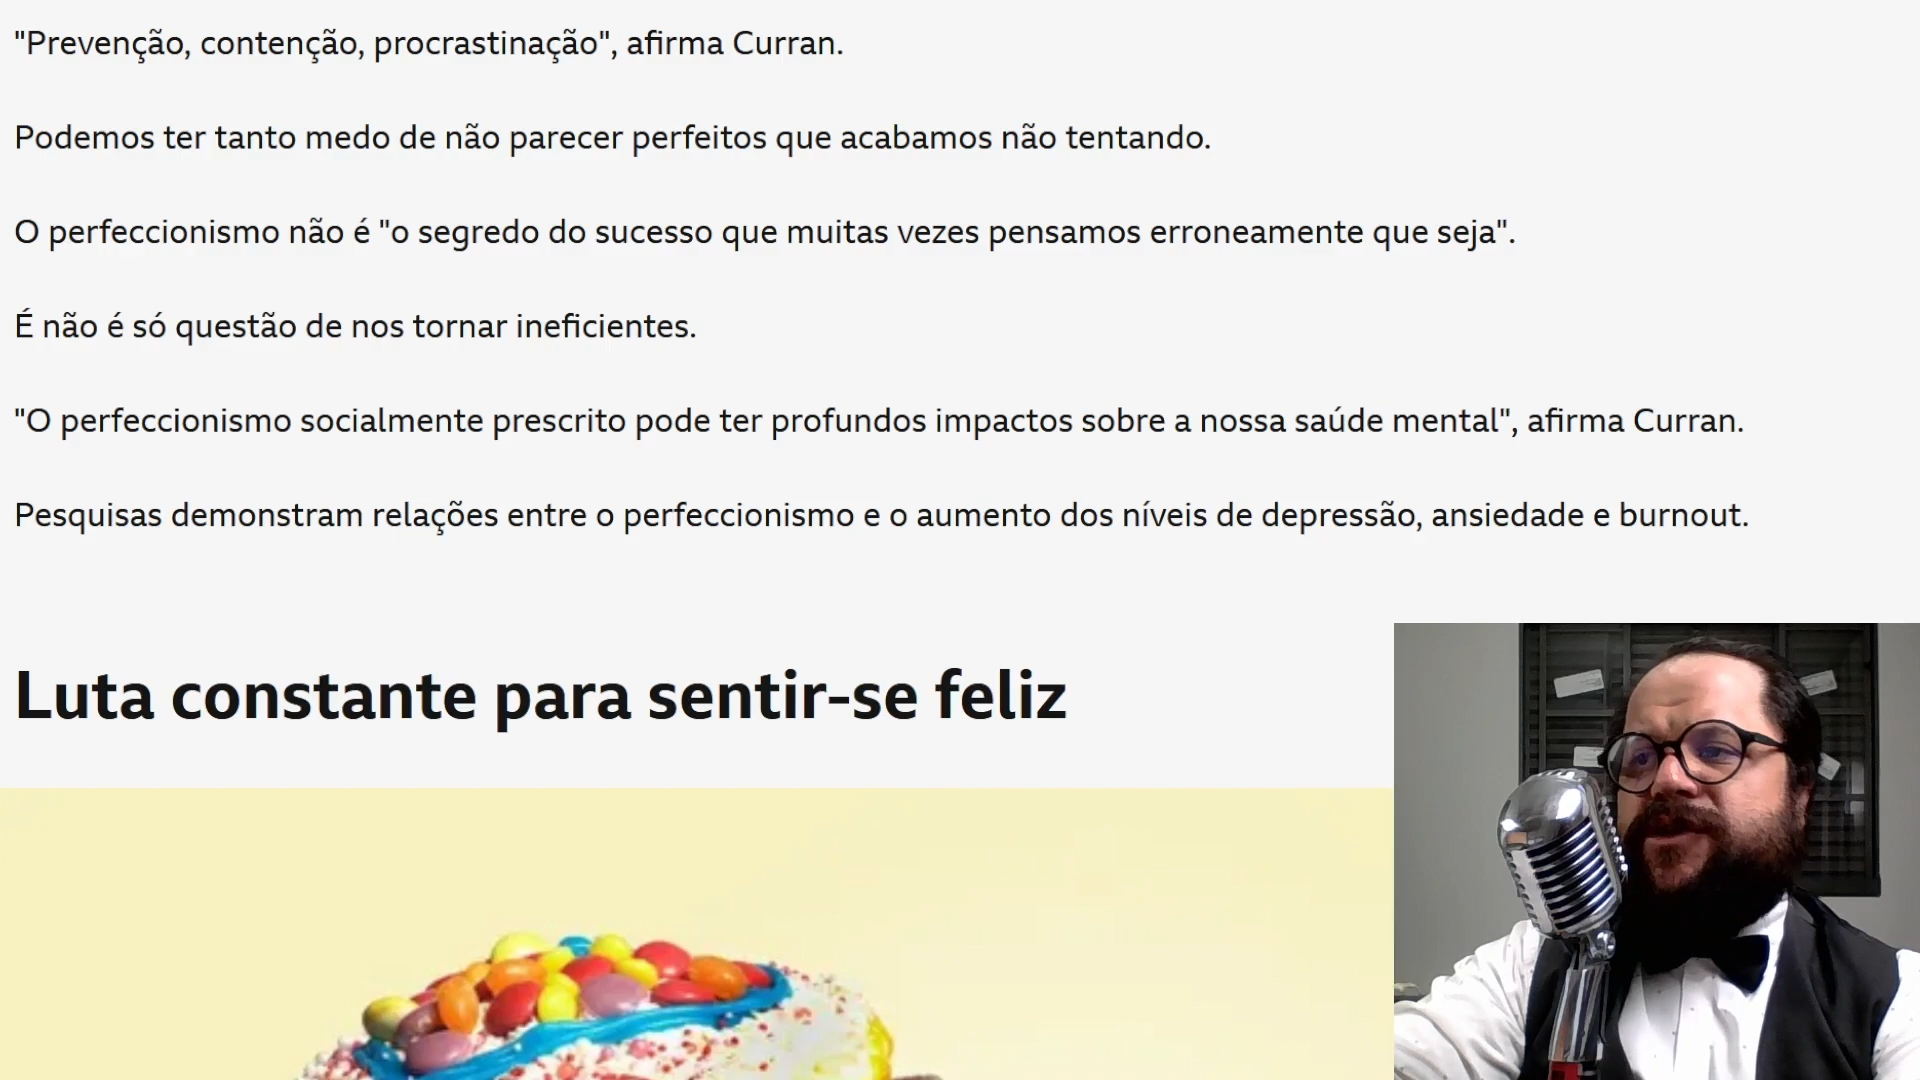 "Prevenção, contenção, procrastinação", afirma Curran.
Podemos ter tanto medo de não parecer perfeitos que acabamos não tentando.
O perfeccionismo não é "o segredo do sucesso que muitas vezes pensamos erroneamente que seja".
É não é só questão de nos tornar ineficientes.
"O perfeccionismo socialmente prescrito pode ter profundos impactos sobre a nossa saúde mental", afirma Curran.
Pesquisas demonstram relações entre o perfeccionismo e o aumento dos níveis de depressão, ansiedade e burnout.
Luta constante para sentir-se feliz